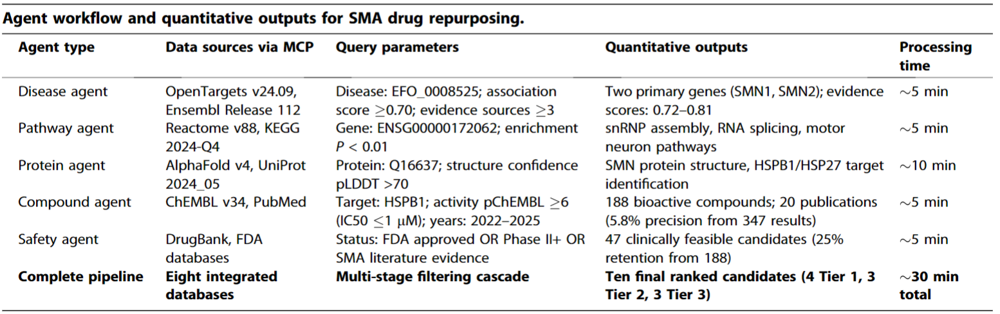 Agent workflow and quantitative outputs for SMA drug repurposing.
Agent type Data sources via MCP Query parameters Quantitative outputs Processing
time
Disease agent OpenTargets v24.09, Disease: EFO_0008525; association Two primary genes (SMN1, SMN2); evidence ∼5 min
Ensembl Release 112 score ≥0.70; evidence sources ≥3 scores: 0.72–0.81
Pathway agent Reactome v88, KEGG Gene: ENSG00000172062; enrichment snRNP assembly, RNA splicing, motor ∼5 min
2024-Q4 P < 0.01 neuron pathways
Protein agent AlphaFold v4, UniProt Protein: Q16637; structure confidence SMN protein structure, HSPB1/HSP27 target ∼10 min
2024_05 pLDDT >70 identification
Compound agent ChEMBL v34, PubMed Target: HSPB1; activity pChEMBL ≥6 188 bioactive compounds; 20 publications ∼5 min
(IC50 ≤1 μM); years: 2022–2025 (5.8% precision from 347 results)
Safety agent DrugBank, FDA Status: FDA approved OR Phase II+ OR 47 clinically feasible candidates (25% ∼5 min
databases SMA literature evidence retention from 188)
Complete pipeline Eight integrated Multi-stage filtering cascade Ten final ranked candidates (4 Tier 1, 3 ∼30 min
databases Tier 2, 3 Tier 3) total